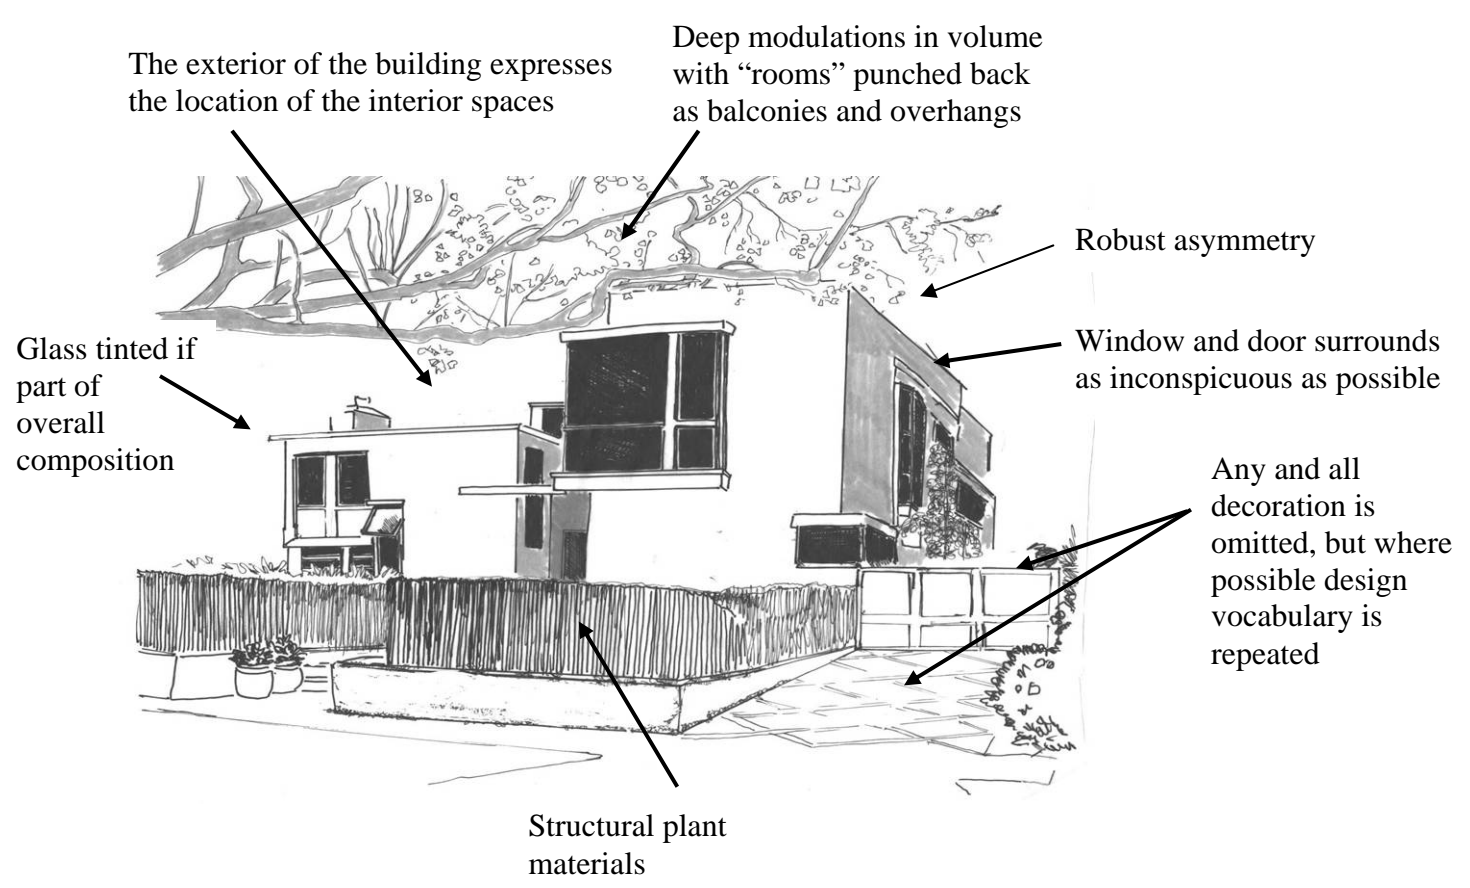 The exterior of the building expresses
the location of the interior spaces
Deep modulations in volume
with “rooms” punched back
as balconies and overhangs
Robust asymmetry
Window and door surrounds
as inconspicuous as possible
Glass tinted if
part of
overall
composition
Any and all
decoration is
omitted, but where
possible design
vocabulary is
repeated
Structural plant
materials